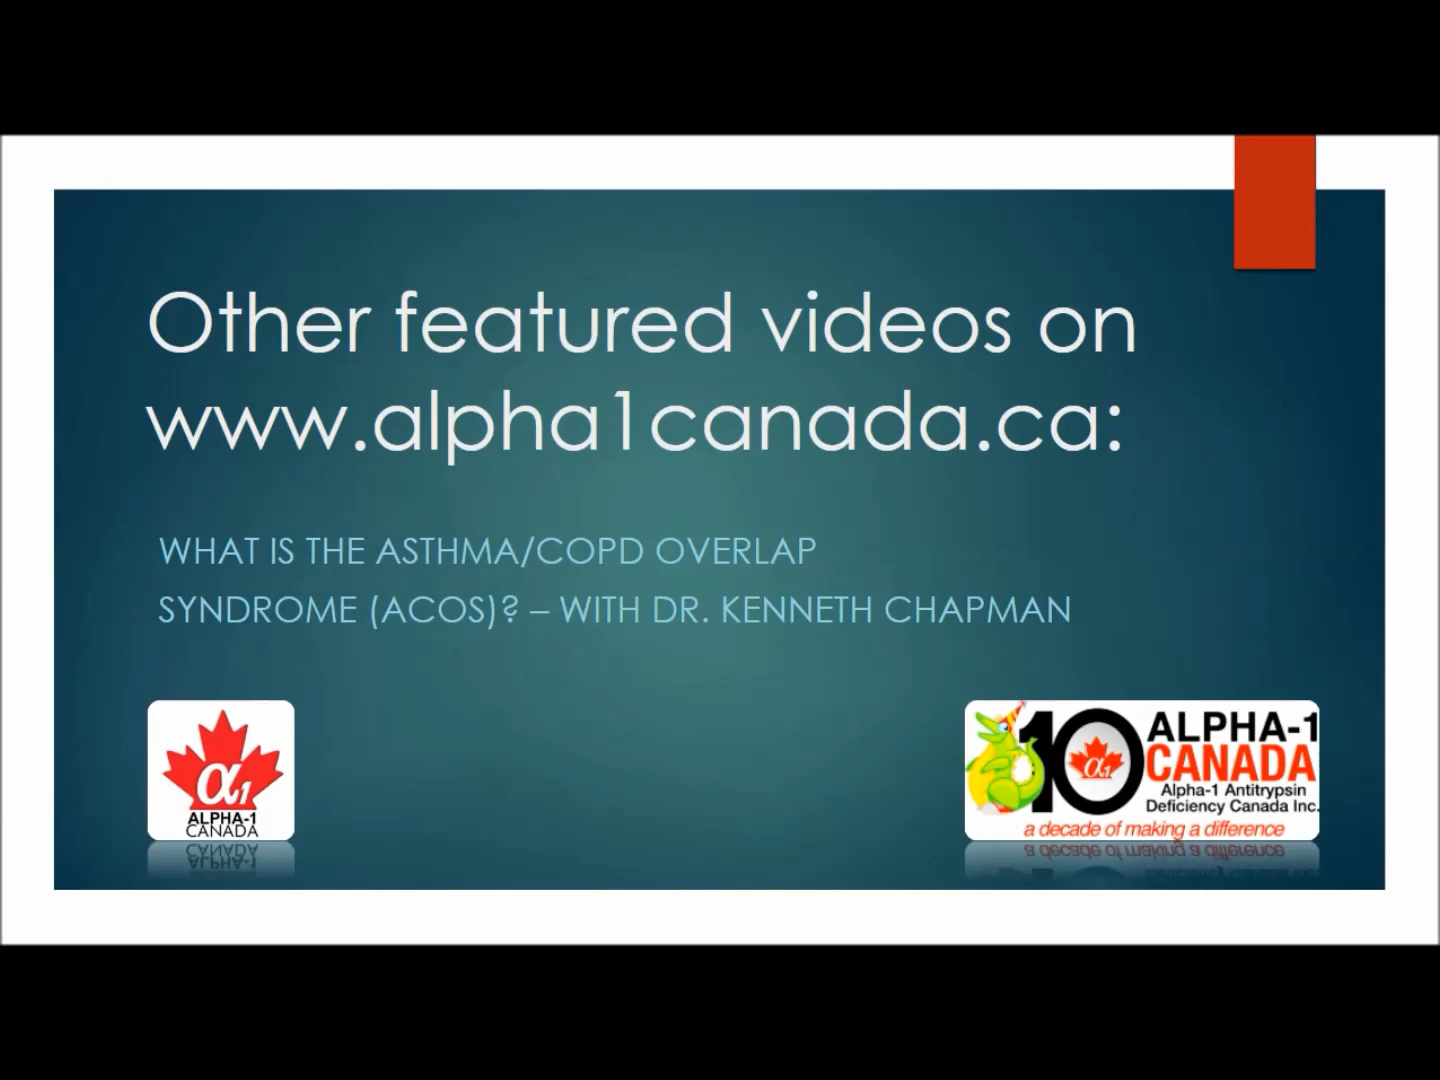 Other featured videos on
www.alpha1canada.ca:
WHAT IS THE ASTHMA/COPD OVERLAP
SYNDROME (ACOS)? – WITH DR. KENNETH CHAPMAN
α1
ALPHA-1
CANADA
10
α1
ALPHA-1
CANADA
Alpha-1 Antitrypsin
Deficiency Canada Inc.
a decade of making a difference